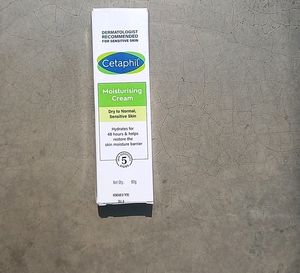 DERMATOLOGIST
RECOMMENDED
FOR SENSITIVE SKIN
Cetaphil
Moisturising
Cream
Dry to Normal,
Sensitive Skin
Hydrates for
48 hours & helps
restore the
skin moisture barrier
5
Net Qty. 80g